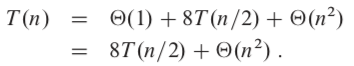 T(n) = Θ(1) + 8T(n/2) + Θ(n²)
= 8T(n/2) + Θ(n²) .